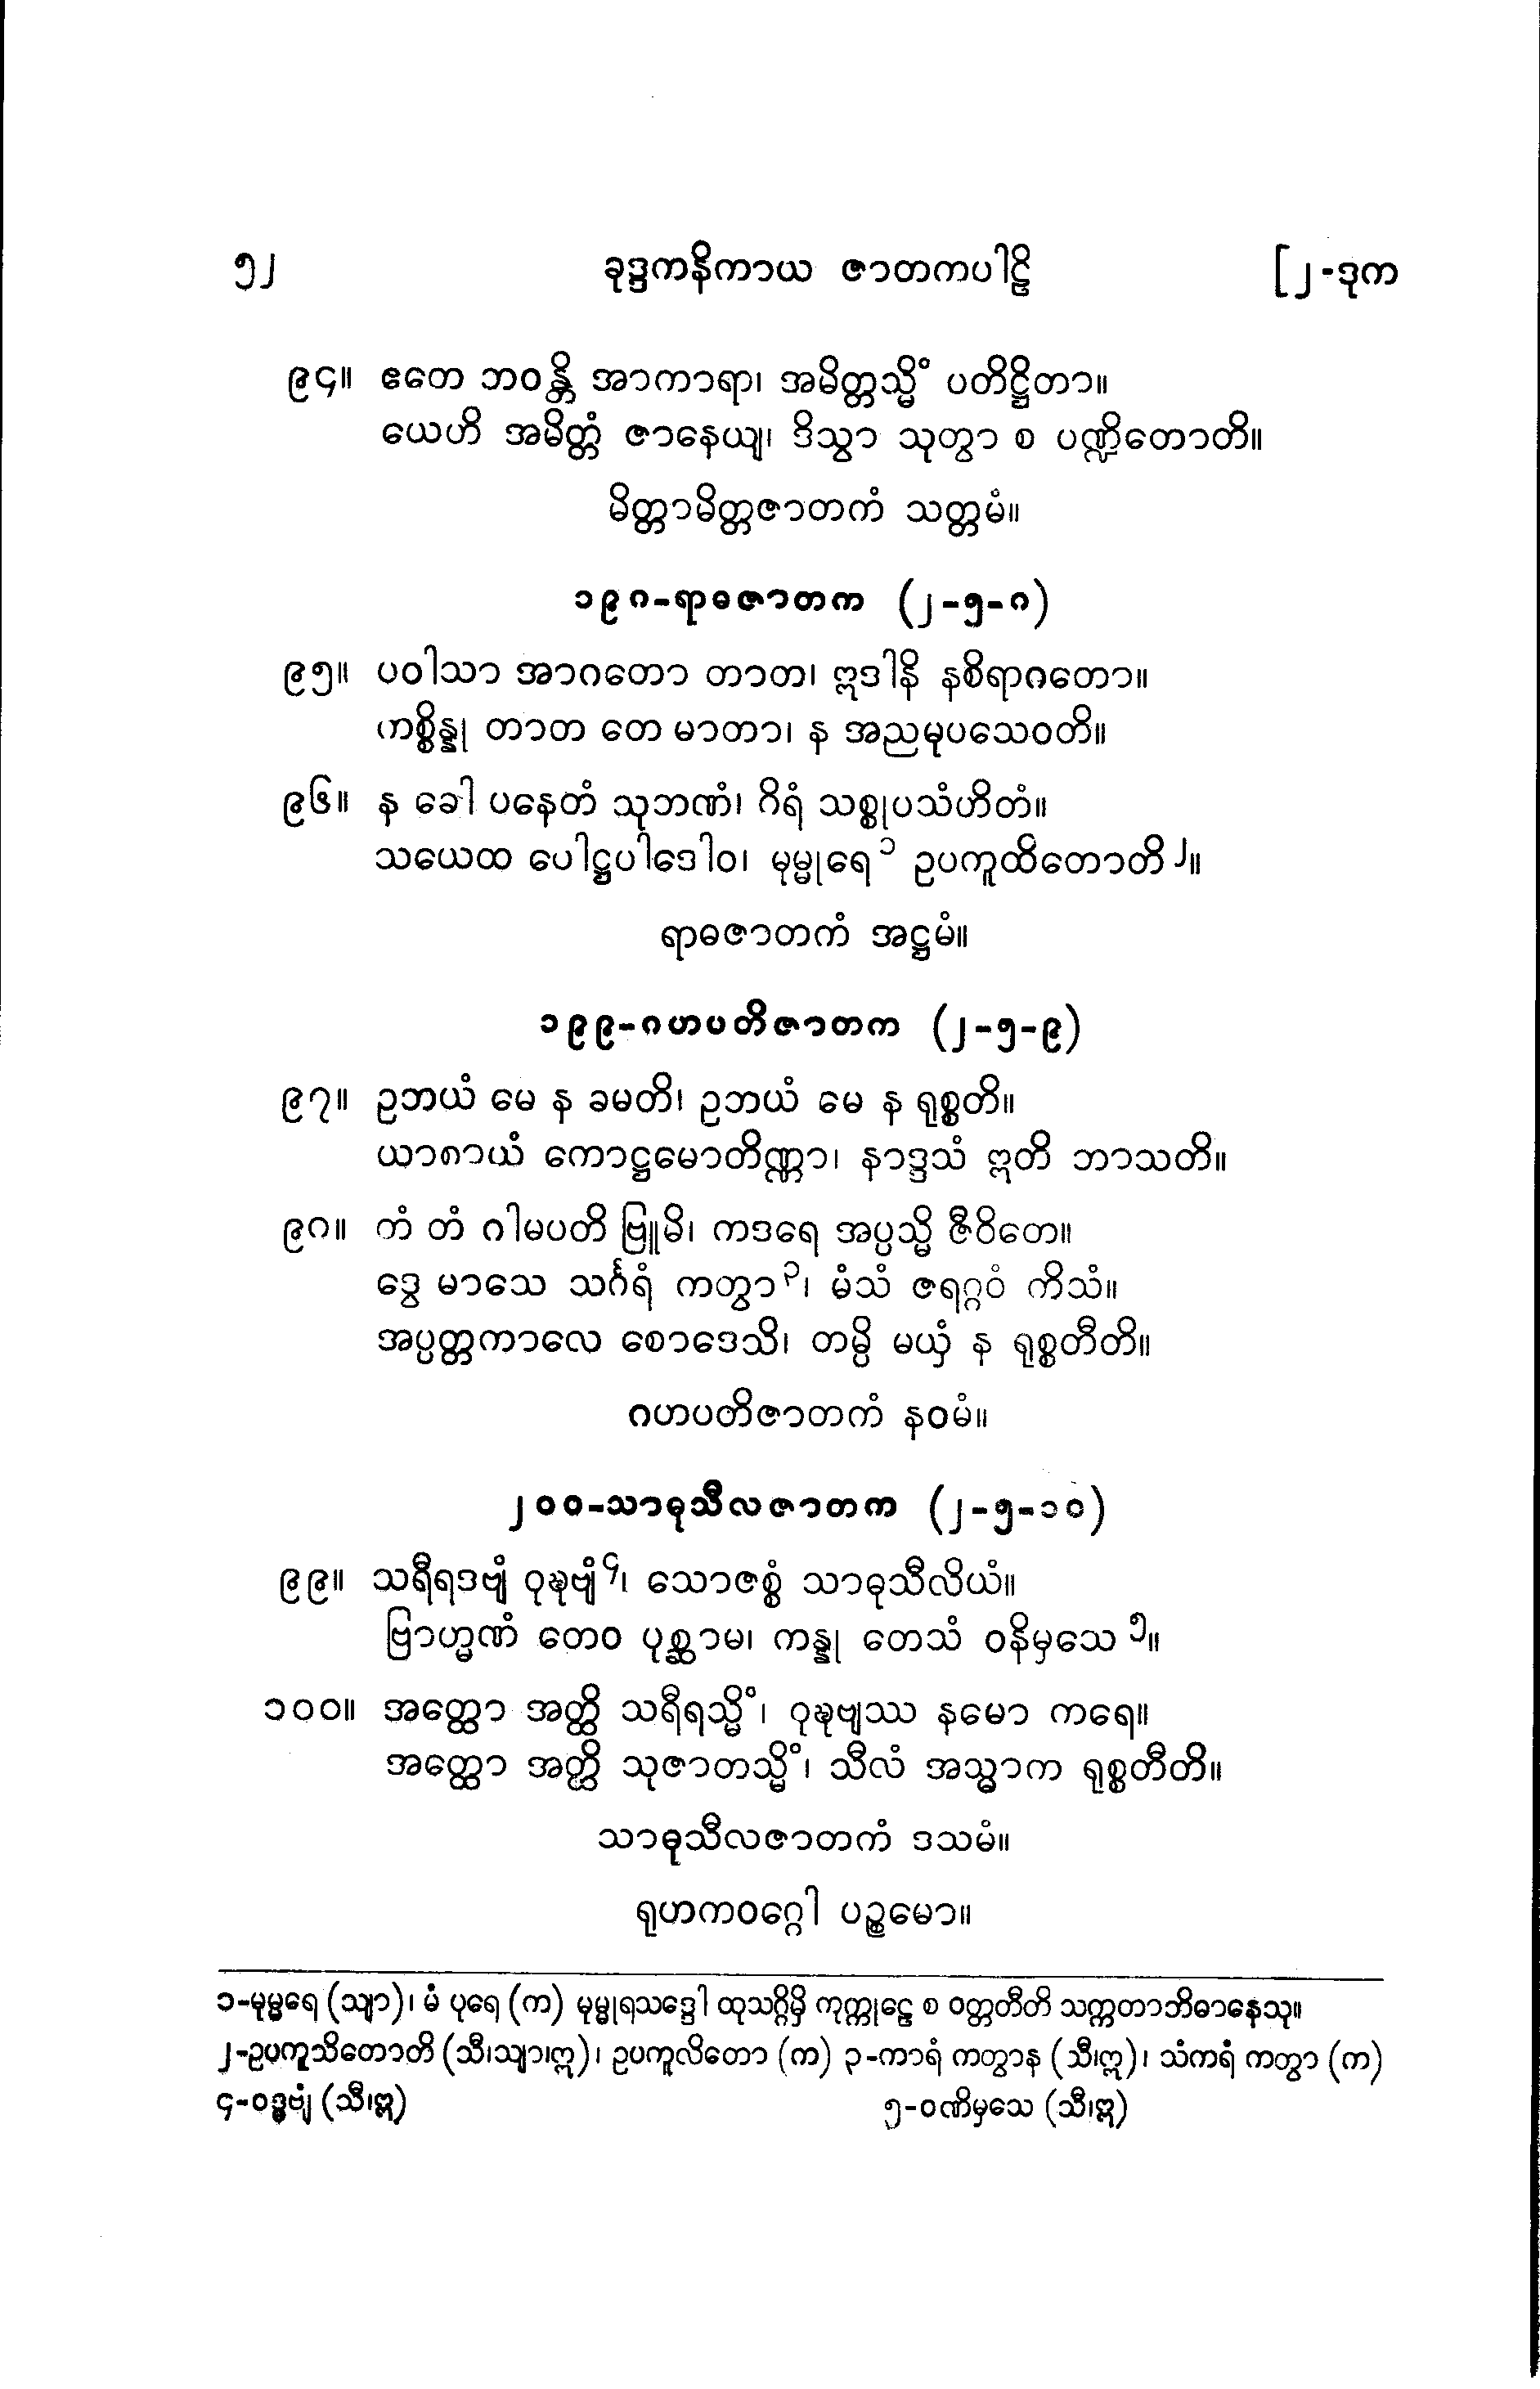 ၅၂ ခုဒ္ဒကနိကာယ ဇာတကပါဠိ [၂-ဒုက
၉၄။ ဧတေ ဘဝန္တိ အာကာရာ၊ အမိတ္တသ္မိံ ပတိဋ္ဌိတာ။
ယေဟိ အမိတ္တံ ဇာနေယျ၊ ဒိသွာ သုတွာ စ ပဏ္ဍိတောတိ။
မိတ္တာမိတ္တဇာတကံ သတ္တမံ။
၁၉၈-ရာဓဇာတက (၂-၅-၈)
၉၅။ ပဝါသာ အာဂတော တာတ၊ ဣဒါနိ နစိရာဂတော။
ကစ္စိန္နု တာတ တေ မာတာ၊ န အညမုပသေဝတိ။
၉၆။ န ခေါ ပနေတံ သုဘဏံ၊ ဂိရံ သစ္စုပသံဟိတံ။
သယေထ ပေါဋ္ဌပါဒေါဝ၊ မုမ္မုရေ၁ ဥပကူထိတောတိ၂။
ရာဓဇာတကံ အဋ္ဌမံ။
၁၉၉-ဂဟပတိဇာတက (၂-၅-၉)
၉၇။ ဥဘယံ မေ န ခမတိ၊ ဥဘယံ မေ န ရုစ္စတိ။
ယာစာယံ ကောဋ္ဌမောတိဏ္ဏာ၊ နာဒ္ဒသံ ဣတိ ဘာသတိ။
၉၈။ တံ တံ ဂါမပတိ ဗြူမိ၊ ကဒရေ အပ္ပသ္မိ ဇီဝိတေ။
ဒွေ မာသေ သင်္ဂရံ ကတွာ၃၊ မံသံ ဇရဂ္ဂဝံ ကိသံ။
အပ္ပတ္တကာလေ စောဒေသိ၊ တမ္ပိ မယှံ န ရုစ္စတီတိ။
ဂဟပတိဇာတကံ နဝမံ။
၂၀၀-သာဓုသီလဇာတက (၂-၅-၁၀)
၉၉။ သရီရဒဗျံ ဝုဍ္ဎဗျံ၄၊ သောဇစ္စံ သာဓုသီလိယံ။
ဗြာဟ္မဏံ တေဝ ပုစ္ဆာမ၊ ကန္နု တေသံ ဝနိမှသေ၅။
၁၀၀။ အတ္ထော အတ္ထိ သရီရသ္မိံ၊ ဝုဍ္ဎဗျဿ နမော ကရေ။
အတ္ထော အတ္ထိ သုဇာတသ္မိံ၊ သီလံ အသ္မာက ရုစ္စတီတိ။
သာဓုသီလဇာတကံ ဒသမံ။
ရုဟကဝဂ္ဂေါ ပဉ္စမော။
၁-မုမ္မရေ (သျာ)၊ မံ ပုရေ (က) မုမ္မုရသဒ္ဒေါ ထုသဂ္ဂိမှိ ကုက္ကုဠေ စ ဝတ္တတီတိ သက္ကတာဘိဓာနေသု။
၂-ဥပကူသိတောတိ (သီ၊သျာ၊ဣ)၊ ဥပကူလိတော (က) ၃-ကာရံ ကတွာန (သီ၊ဣ)၊ သံကရံ ကတွာ (က)
၄-ဝဒ္ဓဗျံ (သီ၊ဣ) ၅-ဝဏိမှသေ (သီ၊ဣ)